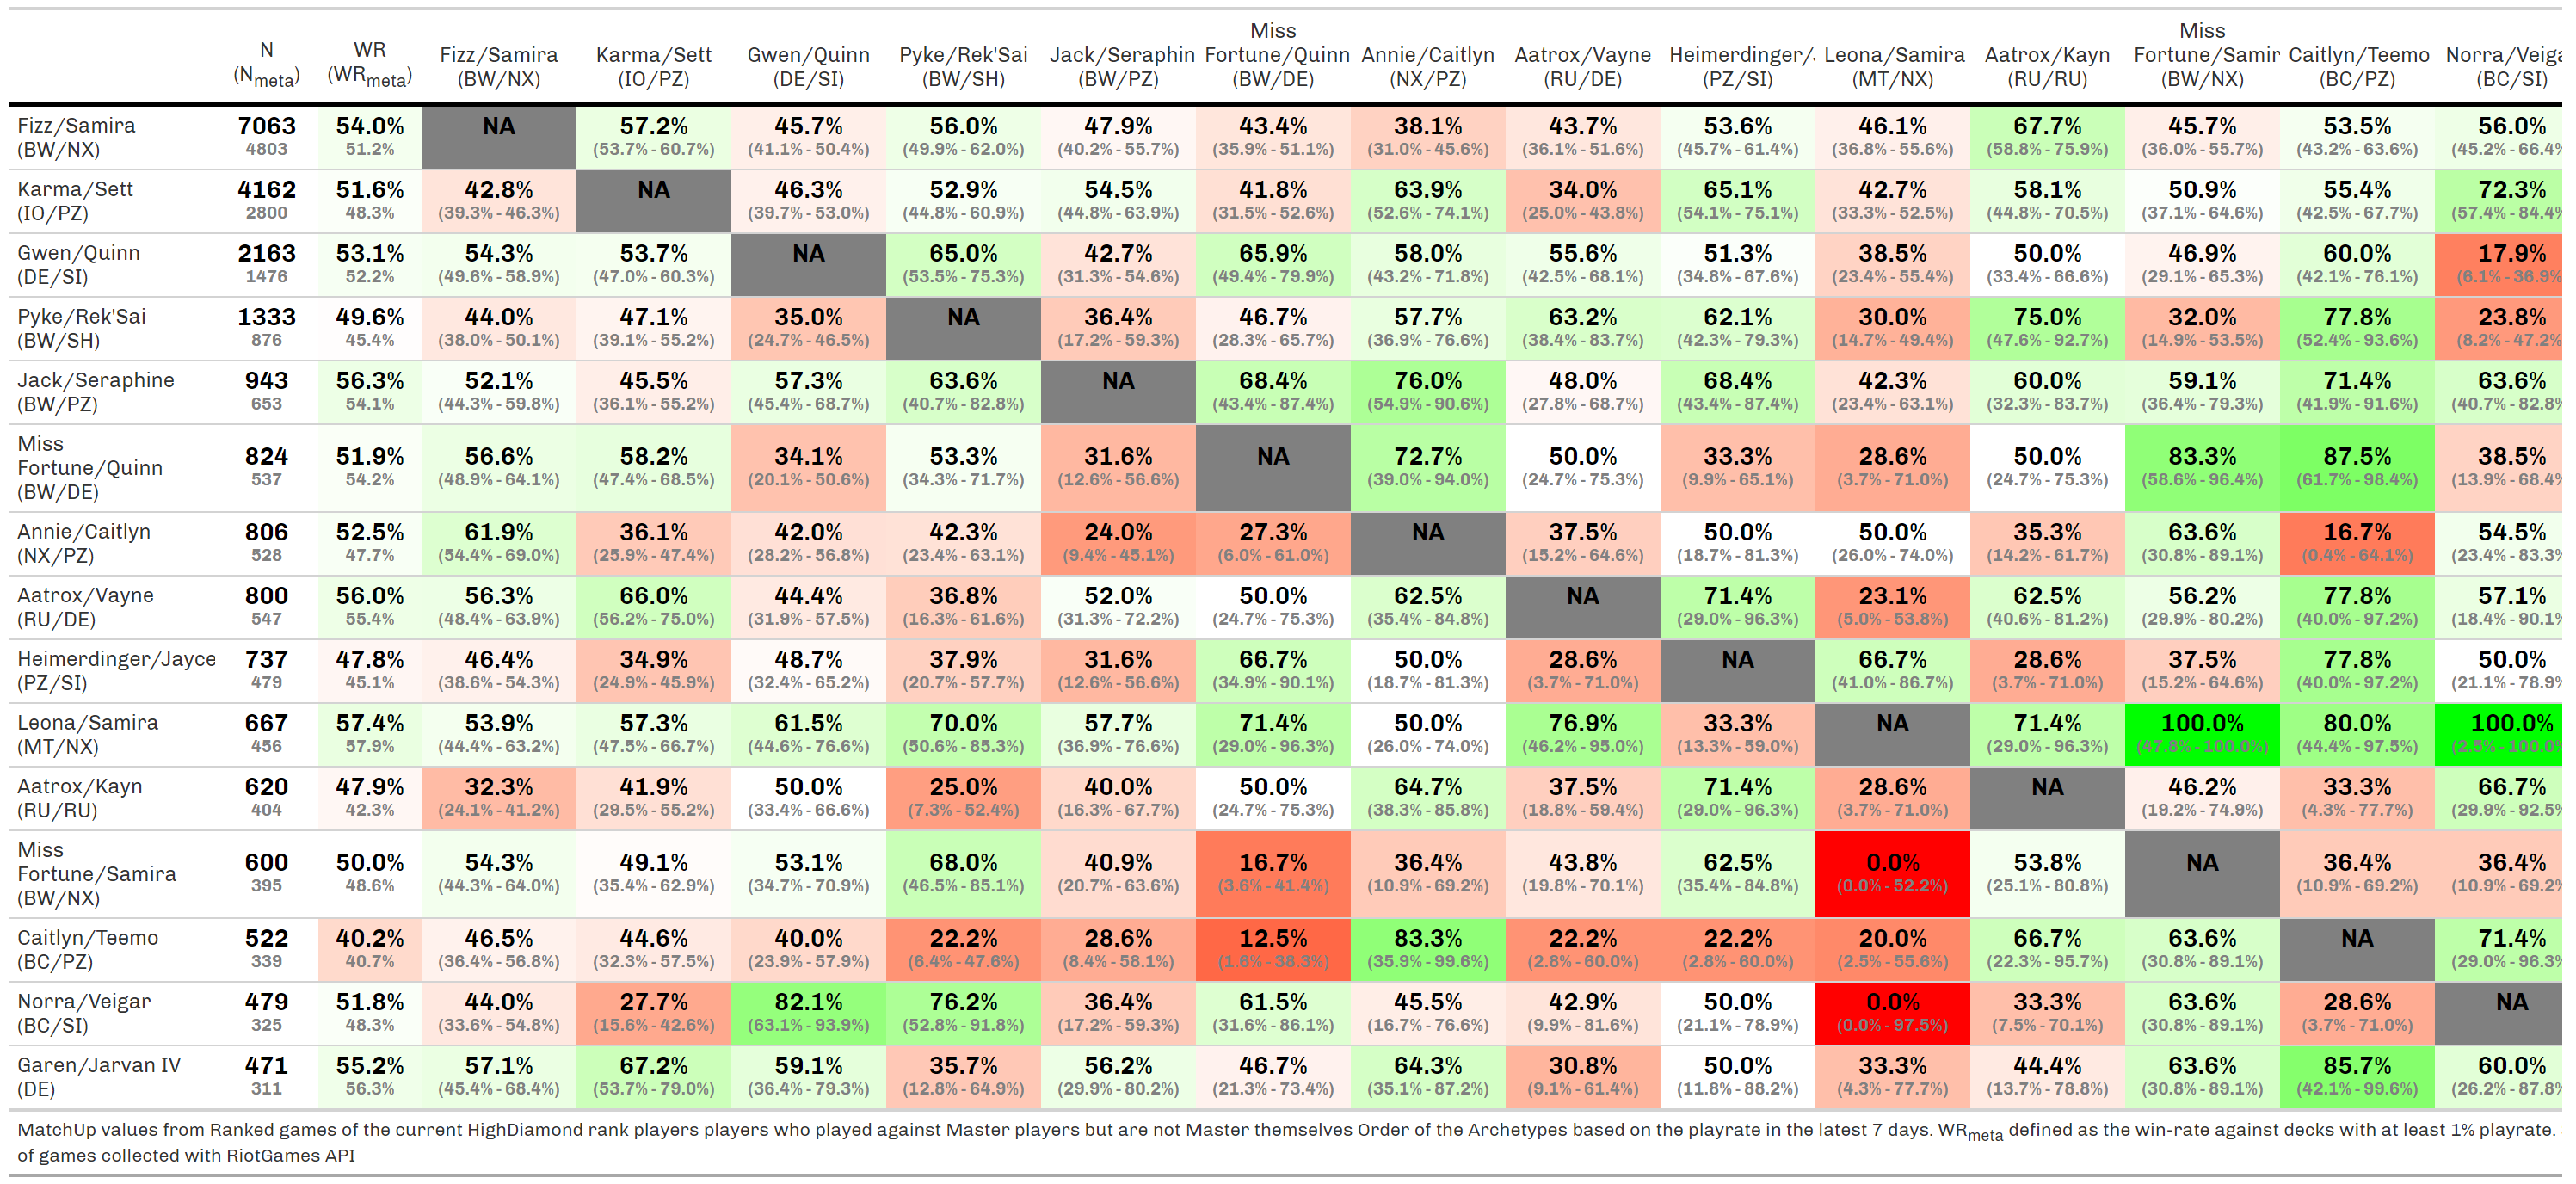 Miss Miss
N WR Fizz/Samira Karma/Sett Gwen/Quinn Pyke/Rek'Sai Jack/Seraphin Fortune/Quinn Annie/Caitlyn Aatrox/Vayne Heimerdinger/. Leona/Samira Aatrox/Kayn Fortune/Samir Caitlyn/Teemo Norra/Veiga
(Nmeta) (WRmeta) (BW/NX) (IO/PZ) (DE/SI) (BW/SH) (BW/PZ) (BW/DE) (NX/PZ) (RU/DE) (PZ/SI) (MT/NX) (RU/RU) (BW/NX) (BC/PZ) (BC/SI)
Fizz/Samira 7063 54.0% NA 57.2% 45.7% 56.0% 47.9% 43.4% 38.1% 43.7% 53.6% 46.1% 67.7% 45.7% 53.5% 56.0%
(BW/NX) 4803 51.2% (53.7% - 60.7%) (41.1% - 50.4%) (49.9% - 62.0%) (40.2% - 55.7%) (35.9% - 51.1%) (31.0% - 45.6%) (36.1% - 51.6%) (45.7% - 61.4%) (36.8% - 55.6%) (58.8% - 75.9%) (36.0% - 55.7%) (43.2% - 63.6%) (45.2% - 66.4%
Karma/Sett 4162 51.6% 42.8% NA 46.3% 52.9% 54.5% 41.8% 63.9% 34.0% 65.1% 42.7% 58.1% 50.9% 55.4% 72.3%
(IO/PZ) 2800 48.3% (39.3% - 46.3%) (39.7% - 53.0%) (44.8% - 60.9%) (44.8% - 63.9%) (31.5% - 52.6%) (52.6% - 74.1%) (25.0% - 43.8%) (54.1% - 75.1%) (33.3% - 52.5%) (44.8% - 70.5%) (37.1% - 64.6%) (42.5% - 67.7%) (57.4% - 84.4%
Gwen/Quinn 2163 53.1% 54.3% 53.7% NA 65.0% 42.7% 65.9% 58.0% 55.6% 51.3% 38.5% 50.0% 46.9% 60.0% 17.9%
(DE/SI) 1476 52.2% (49.6% - 58.9%) (47.0% - 60.3%) (53.5% - 75.3%) (31.3% - 54.6%) (49.4% - 79.9%) (43.2% - 71.8%) (42.5% - 68.1%) (34.8% - 67.6%) (23.4% - 55.4%) (33.4% - 66.6%) (29.1% - 65.3%) (42.1% - 76.1%) (6.1% - 36.9%
Pyke/Rek'Sai 1333 49.6% 44.0% 47.1% 35.0% NA 36.4% 46.7% 57.7% 63.2% 62.1% 30.0% 75.0% 32.0% 77.8% 23.8%
(BW/SH) 876 45.4% (38.0% - 50.1%) (39.1% - 55.2%) (24.7% - 46.5%) (17.2% - 59.3%) (28.3% - 65.7%) (36.9% - 76.6%) (38.4% - 83.7%) (42.3% - 79.3%) (14.7% - 49.4%) (47.6% - 92.7%) (14.9% - 53.5%) (52.4% - 93.6%) (8.2% - 47.2%
Jack/Seraphine 943 56.3% 52.1% 45.5% 57.3% 63.6% NA 68.4% 76.0% 48.0% 68.4% 42.3% 60.0% 59.1% 71.4% 63.6%
(BW/PZ) 653 54.1% (44.3% - 59.8%) (36.1% - 55.2%) (45.4% - 68.7%) (40.7% - 82.8%) (43.4% - 87.4%) (54.9% - 90.6%) (27.8% - 68.7%) (43.4% - 87.4%) (23.4% - 63.1%) (32.3% - 83.7%) (36.4% - 79.3%) (41.9% - 91.6%) (40.7% - 82.8%
Miss
Fortune/Quinn 824 51.9% 56.6% 58.2% 34.1% 53.3% 31.6% NA 72.7% 50.0% 33.3% 28.6% 50.0% 83.3% 87.5% 38.5%
(BW/DE) 537 54.2% (48.9% - 64.1%) (47.4% - 68.5%) (20.1% - 50.6%) (34.3% - 71.7%) (12.6% - 56.6%) (39.0% - 94.0%) (24.7% - 75.3%) (9.9% - 65.1%) (3.7% - 71.0%) (24.7% - 75.3%) (58.6% - 96.4%) (61.7% - 98.4%) (13.9% - 68.4%
Annie/Caitlyn 806 52.5% 61.9% 36.1% 42.0% 42.3% 24.0% 27.3% NA 37.5% 50.0% 50.0% 35.3% 63.6% 16.7% 54.5%
(NX/PZ) 528 47.7% (54.4% - 69.0%) (25.9% - 47.4%) (28.2% - 56.8%) (23.4% - 63.1%) (9.4% - 45.1%) (6.0% - 61.0%) (15.2% - 64.6%) (18.7% - 81.3%) (26.0% - 74.0%) (14.2% - 61.7%) (30.8% - 89.1%) (0.4% - 64.1%) (23.4% - 83.3%
Aatrox/Vayne 800 56.0% 56.3% 66.0% 44.4% 36.8% 52.0% 50.0% 62.5% NA 71.4% 23.1% 62.5% 56.2% 77.8% 57.1%
(RU/DE) 547 55.4% (48.4% - 63.9%) (56.2% - 75.0%) (31.9% - 57.5%) (16.3% - 61.6%) (31.3% - 72.2%) (24.7% - 75.3%) (35.4% - 84.8%) (29.0% - 96.3%) (5.0% - 53.8%) (40.6% - 81.2%) (29.9% - 80.2%) (40.0% - 97.2%) (18.4% - 90.1%
Heimerdinger/Jayce 737 47.8% 46.4% 34.9% 48.7% 37.9% 31.6% 66.7% 50.0% 28.6% NA 66.7% 28.6% 37.5% 77.8% 50.0%
(PZ/SI) 479 45.1% (38.6% - 54.3%) (24.9% - 45.9%) (32.4% - 65.2%) (20.7% - 57.7%) (12.6% - 56.6%) (34.9% - 90.1%) (18.7% - 81.3%) (3.7% - 71.0%) (41.0% - 86.7%) (3.7% - 71.0%) (15.2% - 64.6%) (40.0% - 97.2%) (21.1% - 78.9%
Leona/Samira 667 57.4% 53.9% 57.3% 61.5% 70.0% 57.7% 71.4% 50.0% 76.9% 33.3% NA 71.4% 100.0% 80.0% 100.0%
(MT/NX) 456 57.9% (44.4% - 63.2%) (47.5% - 66.7%) (44.6% - 76.6%) (50.6% - 85.3%) (36.9% - 76.6%) (29.0% - 96.3%) (26.0% - 74.0%) (46.2% - 95.0%) (13.3% - 59.0%) (29.0% - 96.3%) (47.8% - 100.0%) (44.4% - 97.5%) (2.5% - 100.0%
Aatrox/Kayn 620 47.9% 32.3% 41.9% 50.0% 25.0% 40.0% 50.0% 64.7% 37.5% 71.4% 28.6% NA 46.2% 33.3% 66.7%
(RU/RU) 404 42.3% (24.1% - 41.2%) (29.5% - 55.2%) (33.4% - 66.6%) (7.3% - 52.4%) (16.3% - 67.7%) (24.7% - 75.3%) (38.3% - 85.8%) (18.8% - 59.4%) (29.0% - 96.3%) (3.7% - 71.0%) (19.2% - 74.9%) (4.3% - 77.7%) (29.9% - 92.5%
Miss
Fortune/Samira 600 50.0% 54.3% 49.1% 53.1% 68.0% 40.9% 16.7% 36.4% 43.8% 62.5% 0.0% 53.8% NA 36.4% 36.4%
(BW/NX) 395 48.6% (44.3% - 64.0%) (35.4% - 62.9%) (34.7% - 70.9%) (46.5% - 85.1%) (20.7% - 63.6%) (3.6% - 41.4%) (10.9% - 69.2%) (19.8% - 70.1%) (35.4% - 84.8%) (0.0% - 52.2%) (25.1% - 80.8%) (10.9% - 69.2%) (10.9% - 69.2%
Caitlyn/Teemo 522 40.2% 46.5% 44.6% 40.0% 22.2% 28.6% 12.5% 83.3% 22.2% 22.2% 20.0% 66.7% 63.6% NA 71.4%
(BC/PZ) 339 40.7% (36.4% - 56.8%) (32.3% - 57.5%) (23.9% - 57.9%) (6.4% - 47.6%) (8.4% - 58.1%) (1.6% - 38.3%) (35.9% - 99.6%) (2.8% - 60.0%) (2.8% - 60.0%) (2.5% - 55.6%) (22.3% - 95.7%) (30.8% - 89.1%) (29.0% - 96.3%
Norra/Veigar 479 51.8% 44.0% 27.7% 82.1% 76.2% 36.4% 61.5% 45.5% 42.9% 50.0% 0.0% 33.3% 63.6% 28.6% NA
(BC/SI) 325 48.3% (33.6% - 54.8%) (15.6% - 42.6%) (63.1% - 93.9%) (52.8% - 91.8%) (17.2% - 59.3%) (31.6% - 86.1%) (16.7% - 76.6%) (9.9% - 81.6%) (21.1% - 78.9%) (0.0% - 97.5%) (7.5% - 70.1%) (30.8% - 89.1%) (3.7% - 71.0%)
Garen/Jarvan IV 471 55.2% 57.1% 67.2% 59.1% 35.7% 56.2% 46.7% 64.3% 30.8% 50.0% 33.3% 44.4% 63.6% 85.7% 60.0%
(DE) 311 56.3% (45.4% - 68.4%) (53.7% - 79.0%) (36.4% - 79.3%) (12.8% - 64.9%) (29.9% - 80.2%) (21.3% - 73.4%) (35.1% - 87.2%) (9.1% - 61.4%) (11.8% - 88.2%) (4.3% - 77.7%) (13.7% - 78.8%) (30.8% - 89.1%) (42.1% - 99.6%) (26.2% - 87.8%
MatchUp values from Ranked games of the current HighDiamond rank players players who played against Master players but are not Master themselves Order of the Archetypes based on the playrate in the latest 7 days. WRmeta defined as the win-rate against decks with at least 1% playrate.
of games collected with RiotGames API